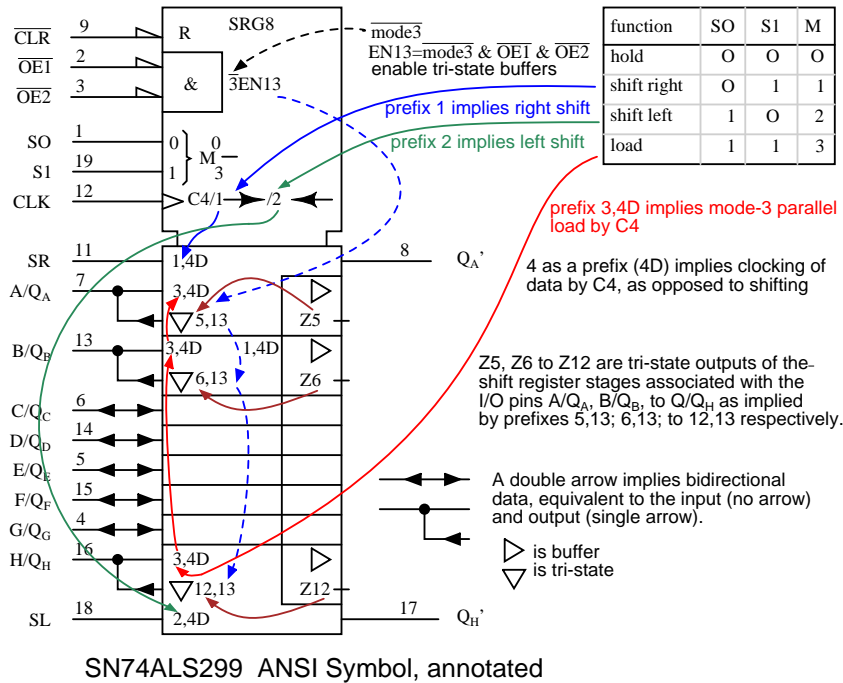 CLR
9
R
SRG8
OE1
2
OE2
3
&
3EN13
mode3
EN13=mode3 & OE1 & OE2
enable tri-state buffers
function SO S1 M
hold O O O
shift right O 1 1
shift left 1 O 2
load 1 1 3
prefix 1 implies right shift
prefix 2 implies left shift
SO
1
0
S1
19
1
} M 0
3
CLK
12
C4/1
/2
prefix 3,4D implies mode-3 parallel
load by C4
SR
11
1,4D
8
QA’
4 as a prefix (4D) implies clocking of
data by C4, as opposed to shifting
A/QA
7
3,4D
5,13
Z5
B/QB
13
3,4D
1,4D
6,13
Z6
Z5, Z6 to Z12 are tri-state outputs of the
shift register stages associated with the
I/O pins A/QA, B/QB, to Q/QH as implied
by prefixes 5,13; 6,13; to 12,13 respectively.
C/QC
6
D/QD
14
E/QE
5
F/QF
15
G/QG
4
A double arrow implies bidirectional
data, equivalent to the input (no arrow)
and output (single arrow).
is buffer
is tri-state
H/QH
16
3,4D
12,13
Z12
SL
18
2,4D
17
QH’
SN74ALS299 ANSI Symbol, annotated